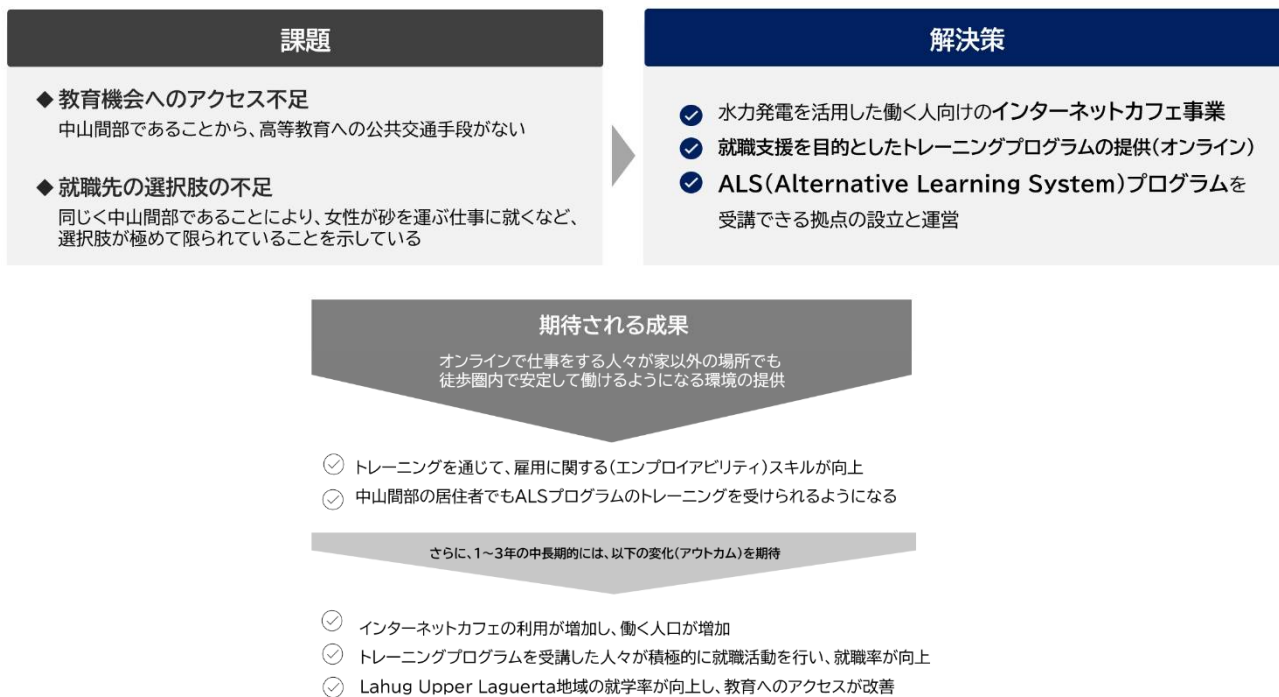 課題
◆ 教育機会へのアクセス不足
中山間部であることから、高等教育への公共交通手段がない
◆ 就職先の選択肢の不足
同じく中山間部であることにより、女性が砂を運ぶ仕事に就くなど、
選択肢が極めて限られていることを示している
解決策
水力発電を活用した働く人向けのインターネットカフェ事業
就職支援を目的としたトレーニングプログラムの提供(オンライン)
ALS(Alternative Learning System)プログラムを
受講できる拠点の設立と運営
期待される成果
オンラインで仕事をする人々が家以外の場所でも
徒歩圏内で安定して働けるようになる環境の提供
トレーニングを通じて、雇用に関する(エンプロイアビリティ)スキルが向上
中山間部の居住者でもALSプログラムのトレーニングを受けられるようになる
さらに、1～3年の中長期的には、以下の変化(アウトカム)を期待
インターネットカフェの利用が増加し、働く人口が増加
トレーニングプログラムを受講した人々が積極的に就職活動を行い、就職率が向上
Lahug Upper Laguerta地域の就学率が向上し、教育へのアクセスが改善